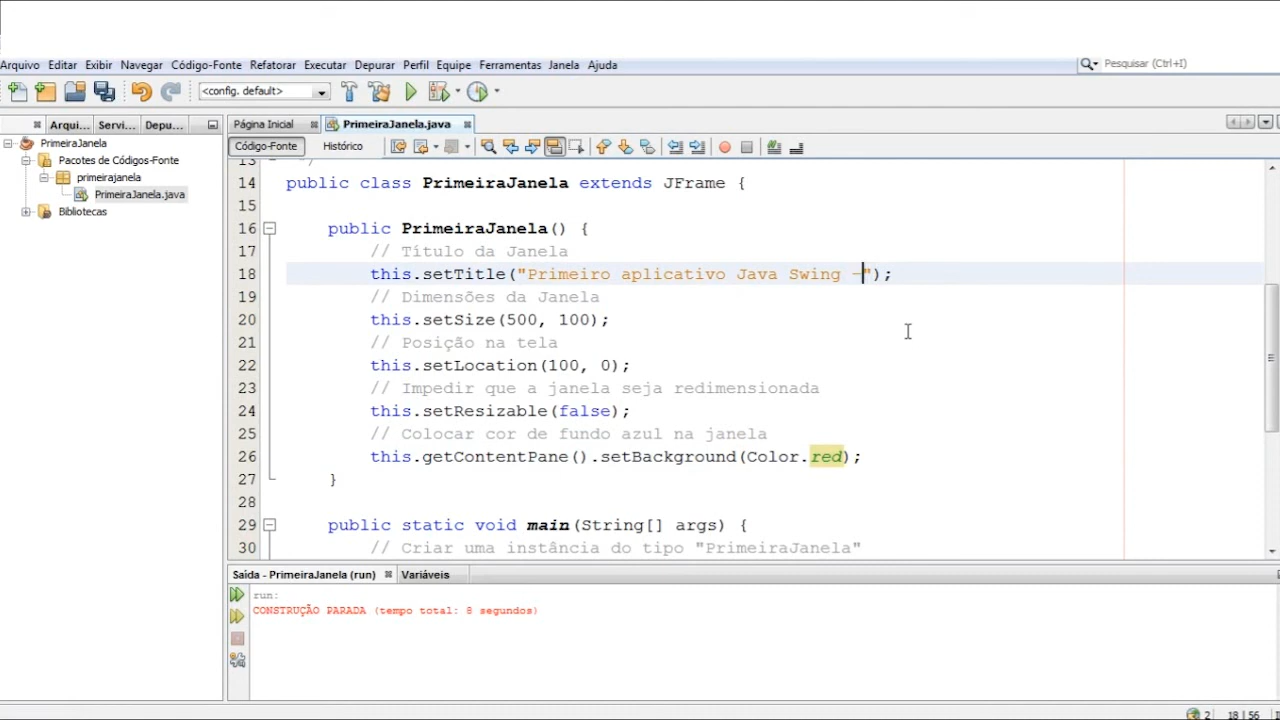 Arquivo Editar Exibir Navegar Código-Fonte Refatorar Executar Depurar Perfil Equipe Ferramentas Janela Ajuda Pesquisar (Ctrl+I)
<config. default>
Arqui... Servi... Depu... Página Inicial PrimeiraJanela.java
Código-Fonte Histórico
PrimeiraJanela
Pacotes de Códigos-Fonte
primeirajanela
PrimeiraJanela.java
Bibliotecas
13 */
14 public class PrimeiraJanela extends JFrame {
15
16 public PrimeiraJanela() {
17 // Título da Janela
18 this.setTitle("Primeiro aplicativo Java Swing -");
19 // Dimensões da Janela
20 this.setSize(500, 100);
21 // Posição na tela
22 this.setLocation(100, 0);
23 // Impedir que a janela seja redimensionada
24 this.setResizable(false);
25 // Colocar cor de fundo azul na janela
26 this.getContentPane().setBackground(Color.red);
27 }
28
29 public static void main(String[] args) {
30 // Criar uma instância do tipo "PrimeiraJanela"
Saída - PrimeiraJanela (run) Variáveis
run:
CONSTRUÇÃO PARADA (tempo total: 8 segundos)
2 18|56